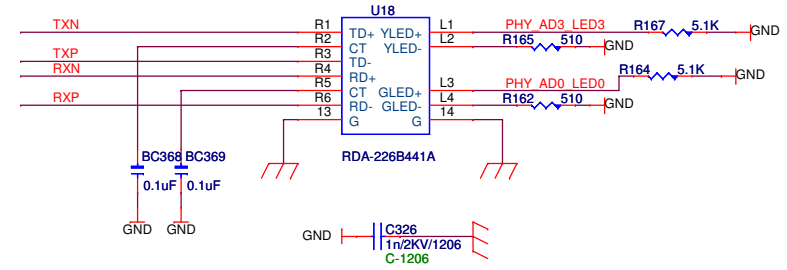 U18
TXN R1 TD+ YLED+ L1 PHY_AD3_LED3 R167 5.1K GND
R2 CT YLED- L2 R165 510 GND
TXP R3 TD-
RXN R4 RD+ R164 5.1K GND
R5 CT GLED+ L3 PHY_AD0_LED0
RXP R6 RD- GLED- L4 R162 510 GND
13 G G 14
RDA-226B441A
BC368 BC369
0.1uF 0.1uF
GND GND
GND C326
1n/2KV/1206
C-1206